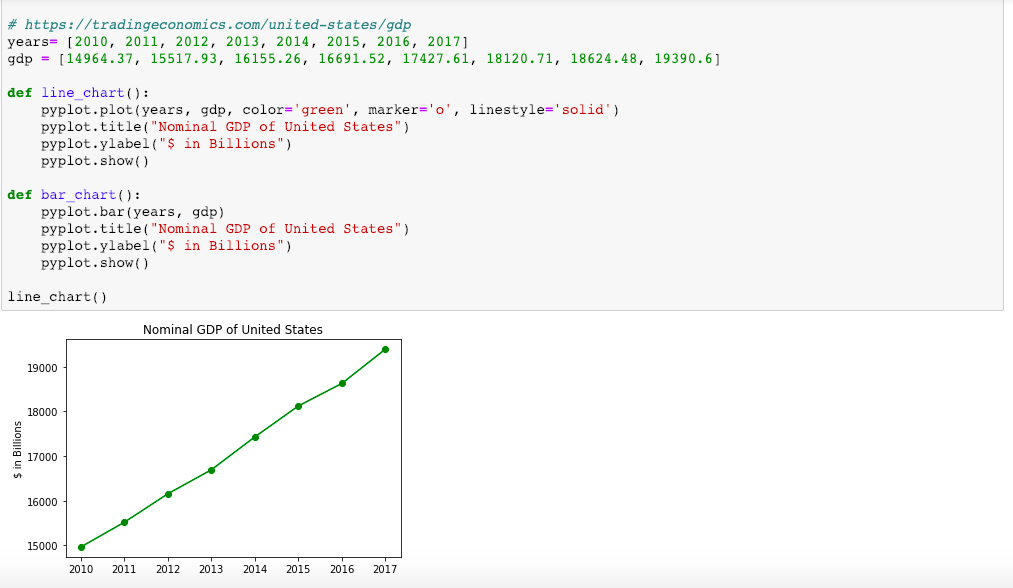 # https://tradingeconomics.com/united-states/gdp
years= [2010, 2011, 2012, 2013, 2014, 2015, 2016, 2017]
gdp = [14964.37, 15517.93, 16155.26, 16691.52, 17427.61, 18120.71, 18624.48, 19390.6]
def line_chart():
    pyplot.plot(years, gdp, color='green', marker='o', linestyle='solid')
    pyplot.title("Nominal GDP of United States")
    pyplot.ylabel("$ in Billions")
    pyplot.show()
def bar_chart():
    pyplot.bar(years, gdp)
    pyplot.title("Nominal GDP of United States")
    pyplot.ylabel("$ in Billions")
    pyplot.show()
line_chart()
Nominal GDP of United States
$ in Billions
19000
18000
17000
16000
15000
2010 2011 2012 2013 2014 2015 2016 2017